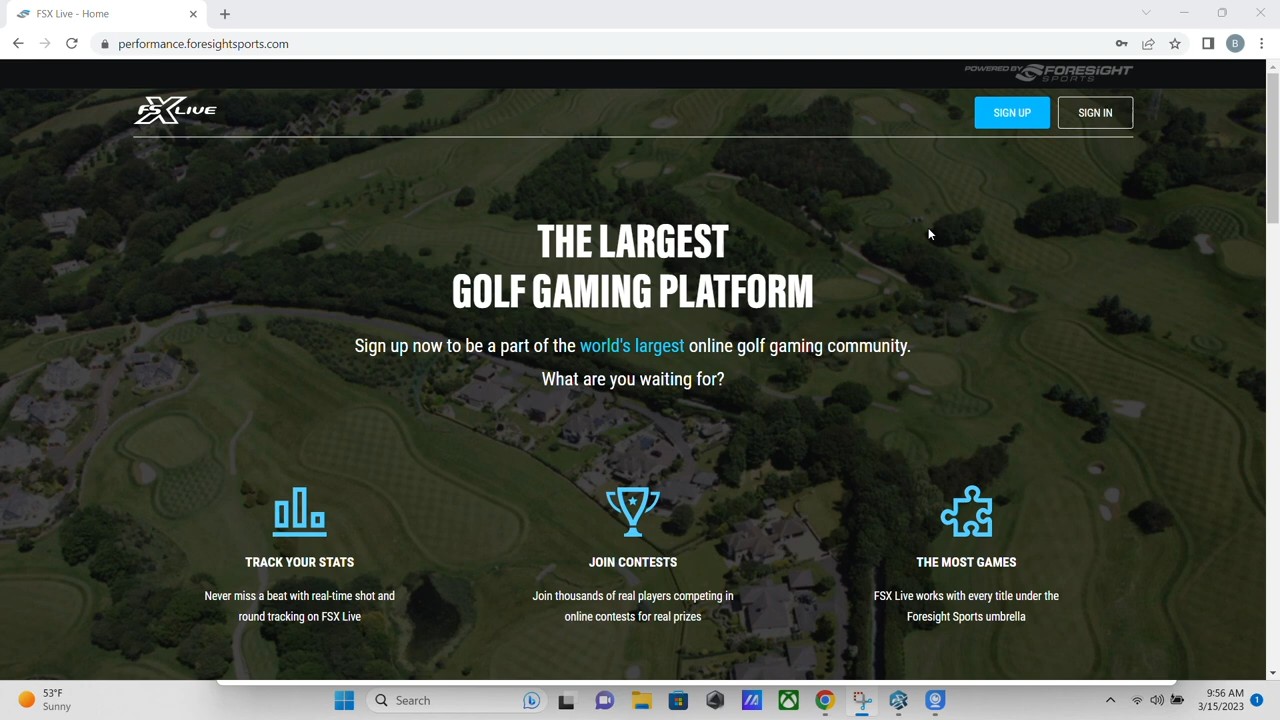 FSX Live - Home
performance.foresightsports.com
B
POWERED BY FORESIGHT
SPORTS
FSX LIVE
SIGN UP
SIGN IN
THE LARGEST
GOLF GAMING PLATFORM
Sign up now to be a part of the world's largest online golf gaming community.
What are you waiting for?
TRACK YOUR STATS
Never miss a beat with real-time shot and
round tracking on FSX Live
JOIN CONTESTS
Join thousands of real players competing in
online contests for real prizes
THE MOST GAMES
FSX Live works with every title under the
Foresight Sports umbrella
53°F
Sunny
Search
9:56 AM
3/15/2023
1